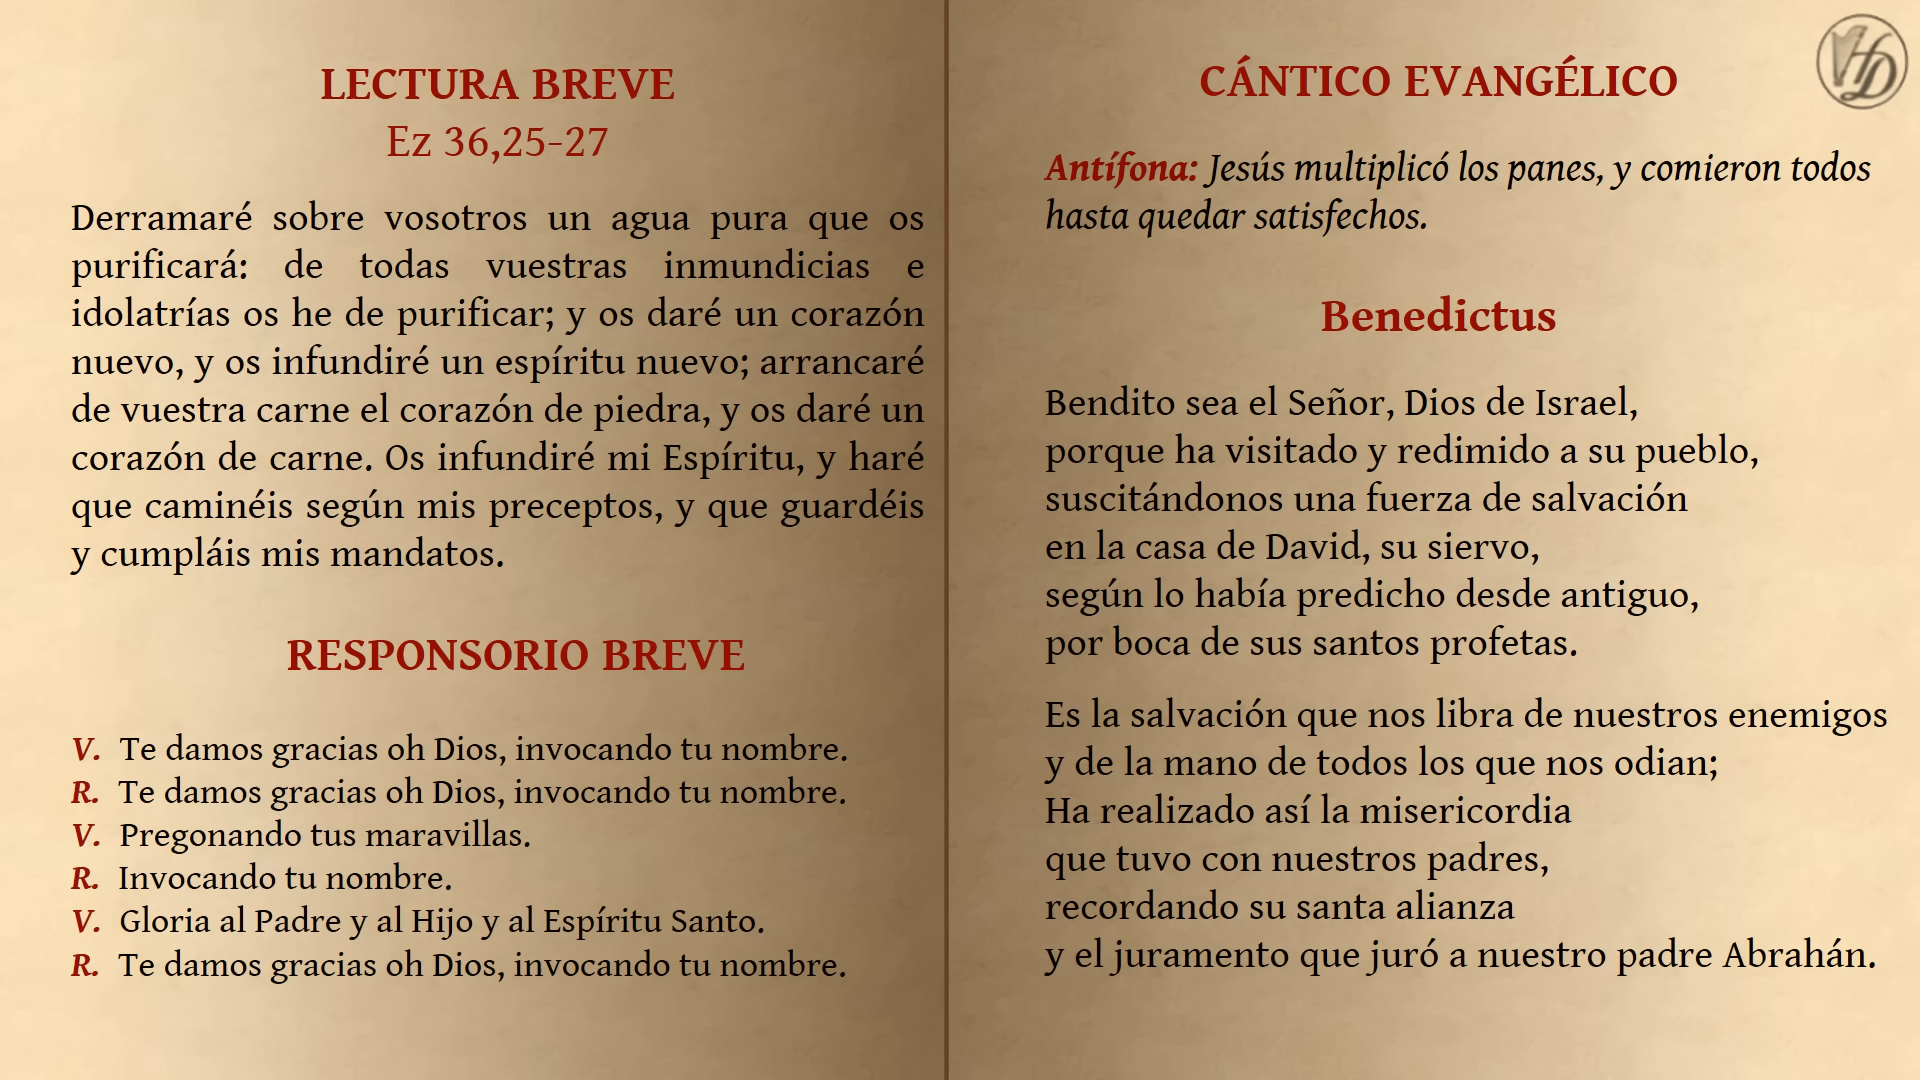 LECTURA BREVE
Ez 36,25-27
Derramaré sobre vosotros un agua pura que os
purificará: de todas vuestras inmundicias e
idolatrías os he de purificar; y os daré un corazón
nuevo, y os infundiré un espíritu nuevo; arrancaré
de vuestra carne el corazón de piedra, y os daré un
corazón de carne. Os infundiré mi Espíritu, y haré
que caminéis según mis preceptos, y que guardéis
y cumpláis mis mandatos.
RESPONSORIO BREVE
V. Te damos gracias oh Dios, invocando tu nombre.
R. Te damos gracias oh Dios, invocando tu nombre.
V. Pregonando tus maravillas.
R. Invocando tu nombre.
V. Gloria al Padre y al Hijo y al Espíritu Santo.
R. Te damos gracias oh Dios, invocando tu nombre.
CÁNTICO EVANGÉLICO
Antífona: Jesús multiplicó los panes, y comieron todos
hasta quedar satisfechos.
Benedictus
Bendito sea el Señor, Dios de Israel,
porque ha visitado y redimido a su pueblo,
suscitándonos una fuerza de salvación
en la casa de David, su siervo,
según lo había predicho desde antiguo,
por boca de sus santos profetas.
Es la salvación que nos libra de nuestros enemigos
y de la mano de todos los que nos odian;
Ha realizado así la misericordia
que tuvo con nuestros padres,
recordando su santa alianza
y el juramento que juró a nuestro padre Abrahán.
HD